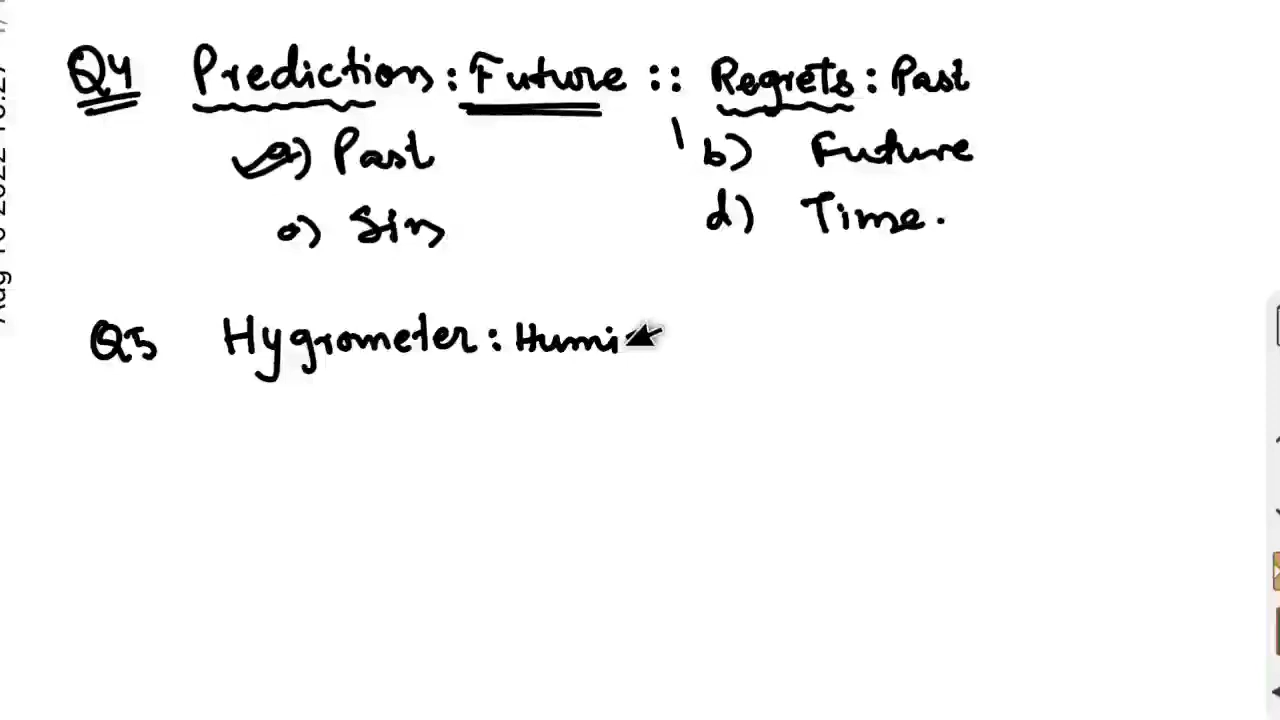 Q4 Prediction : Future :: Regrets : Past
a) Past b) Future
c) Sin d) Time.
Q5 Hygrometer : Humi